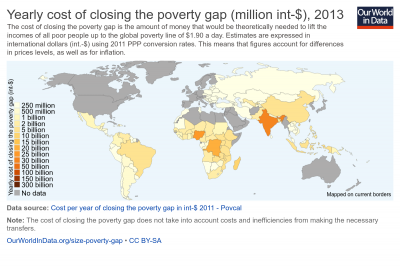 Yearly cost of closing the poverty gap (million int-$), 2013
Our World
in Data
The cost of closing the poverty gap is the amount of money that would be theoretically needed to lift the
incomes of all poor people up to the global poverty line of $1.90 a day. Estimates are expressed in
international dollars (int.-$) using 2011 PPP conversion rates. This means that figures account for differences
in prices levels, as well as for inflation.
Yearly cost of closing the poverty gap (int-$)
250 million
500 million
1 billion
2 billion
5 billion
10 billion
15 billion
20 billion
25 billion
30 billion
50 billion
100 billion
150 billion
300 billion
No data
Mapped on current borders
Data source: Cost per year of closing the poverty gap in int-$ 2011 - Povcal
Note: The cost of closing the poverty gap does not take into account costs and inefficiencies from making the necessary
transfers.
OurWorldInData.org/size-poverty-gap • CC BY-SA